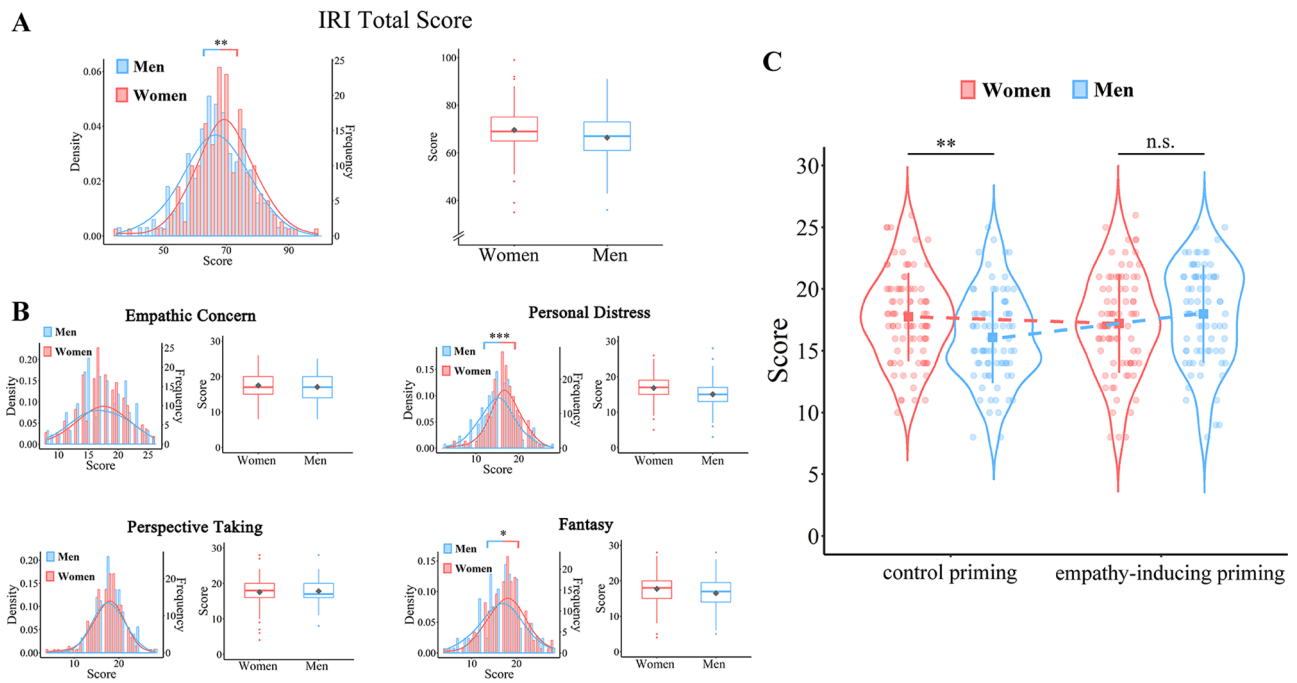 A
IRI Total Score
**
Men
Women
0.06
0.04
0.02
0.00
Density
25
20
15
10
5
0
Frequency
50 70 90
Score
100
80
60
40
Score
Women Men
B
Empathic Concern
Men
Women
0.20
0.15
0.10
0.05
0.00
Density
25
20
15
10
5
0
Frequency
10 15 20 25
Score
30
20
10
0
Score
Women Men
Personal Distress
***
Men
Women
0.15
0.10
0.05
0.00
Density
20
10
0
Frequency
10 20
Score
30
20
10
0
Score
Women Men
Perspective Taking
Men
Women
0.20
0.15
0.10
0.05
0.00
Density
20
10
0
Frequency
10 20
Score
30
20
10
0
Score
Women Men
Fantasy
*
Men
Women
0.15
0.10
0.05
0.00
Density
20
15
10
5
0
Frequency
10 20
Score
30
20
10
0
Score
Women Men
C
Women Men
** n.s.
30
25
20
15
10
5
0
Score
control priming empathy-inducing priming